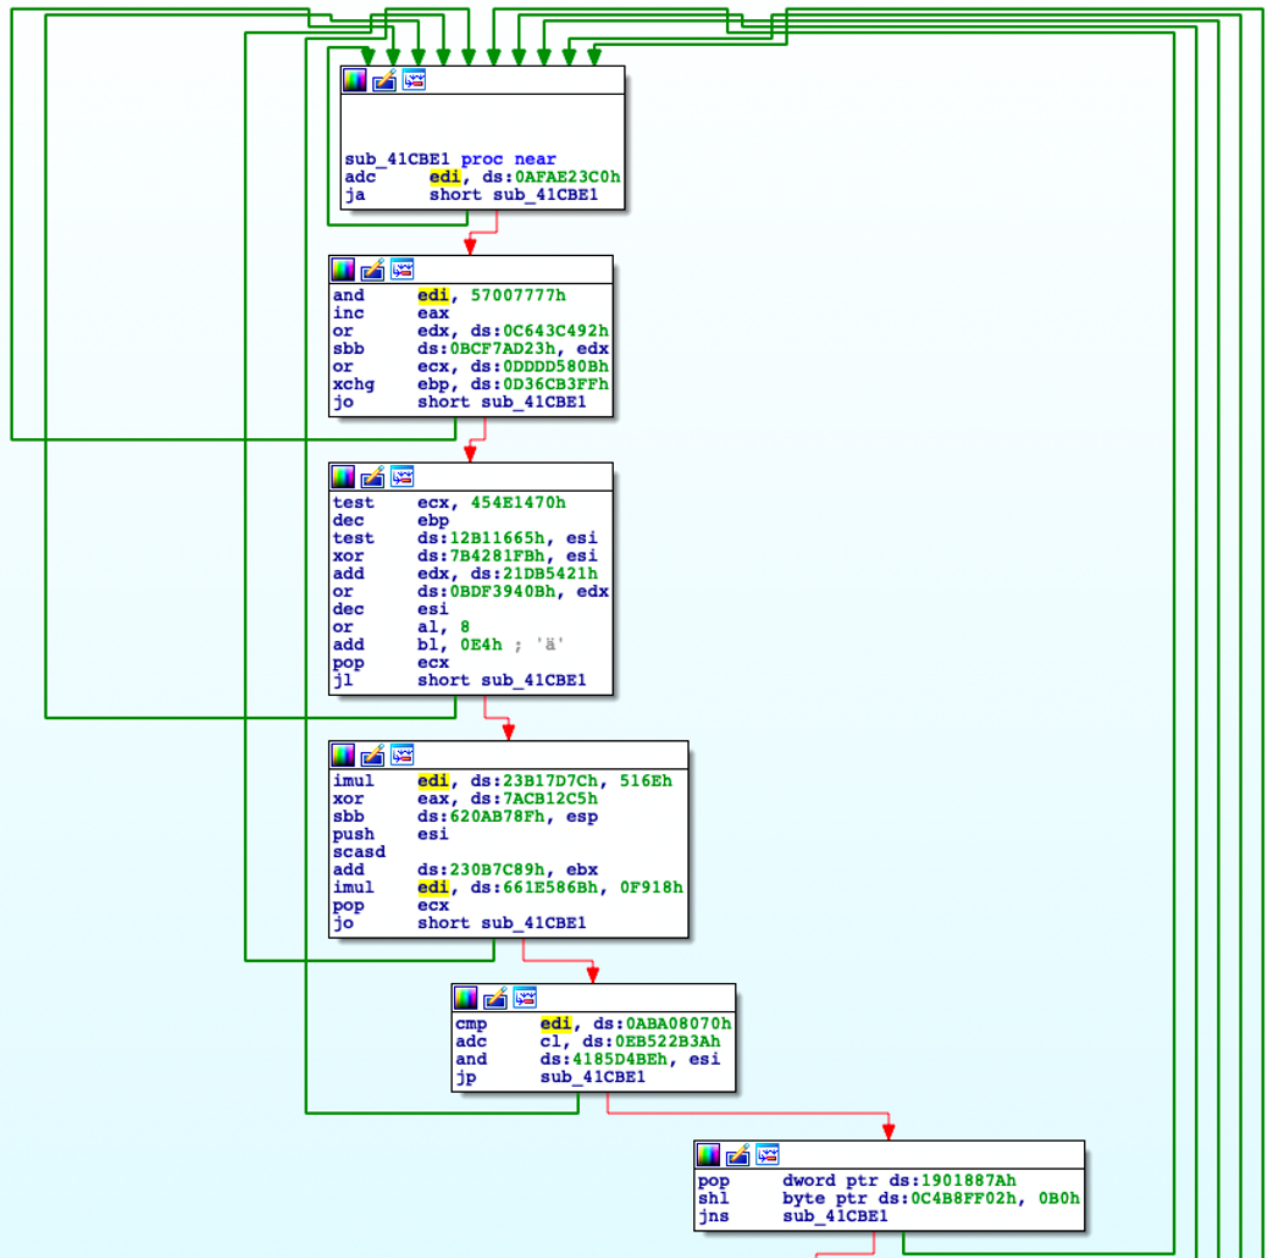 sub_41CBE1 proc near
adc edi, ds:0AFAE23C0h
ja short sub_41CBE1
and edi, 57007777h
inc eax
or edx, ds:0C643C492h
sbb ds:0BCF7AD23h, edx
or ecx, ds:0DDDD580Bh
xchg ebp, ds:0D36CB3FFh
jo short sub_41CBE1
test ecx, 454E1470h
dec ebp
test ds:12B11665h, esi
xor ds:7B4281FBh, esi
add edx, ds:21DB5421h
or ds:0BDF3940Bh, edx
dec esi
or al, 8
add bl, 0E4h ; 'ä'
pop ecx
jl short sub_41CBE1
imul edi, ds:23B17D7Ch, 516Eh
xor eax, ds:7ACB12C5h
sbb ds:620AB78Fh, esp
push esi
scasd
add ds:230B7C89h, ebx
imul edi, ds:661E586Bh, 0F918h
pop ecx
jo short sub_41CBE1
cmp edi, ds:0ABA08070h
adc cl, ds:0EB522B3Ah
and ds:4185D4BEh, esi
jp sub_41CBE1
pop dword ptr ds:1901887Ah
shl byte ptr ds:0C4B8FF02h, 0B0h
jns sub_41CBE1